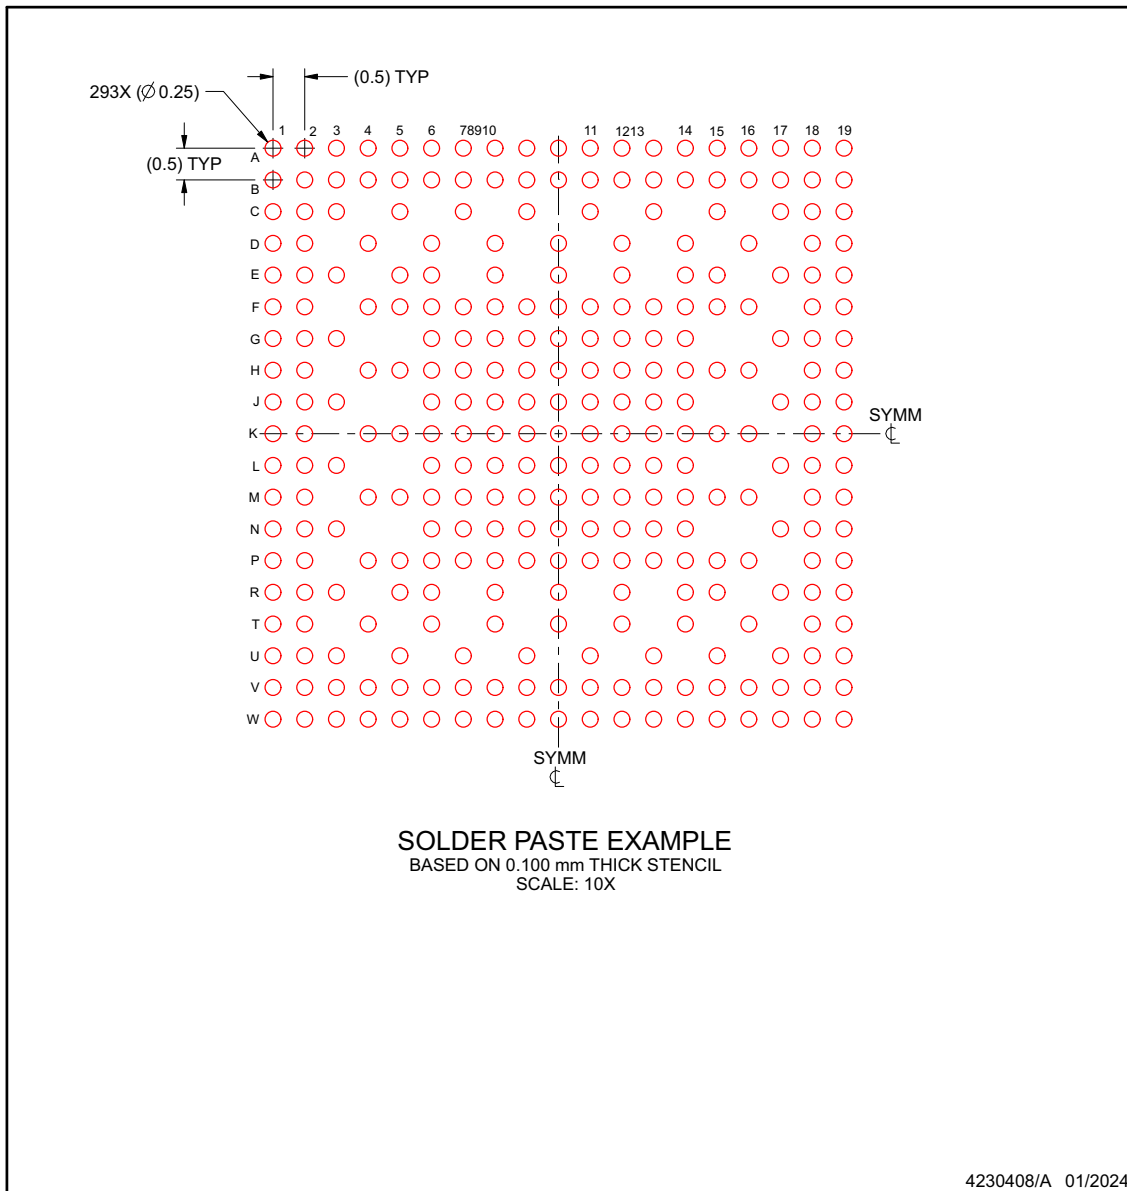 (0.5) TYP
293X (∅ 0.25)
1 2 3 4 5 6 78910 11 1213 14 15 16 17 18 19
A
(0.5) TYP
B
C
D
E
F
G
H
J
SYMM
K
℄
L
M
N
P
R
T
U
V
W
SYMM
℄
SOLDER PASTE EXAMPLE
BASED ON 0.100 mm THICK STENCIL
SCALE: 10X
4230408/A 01/2024